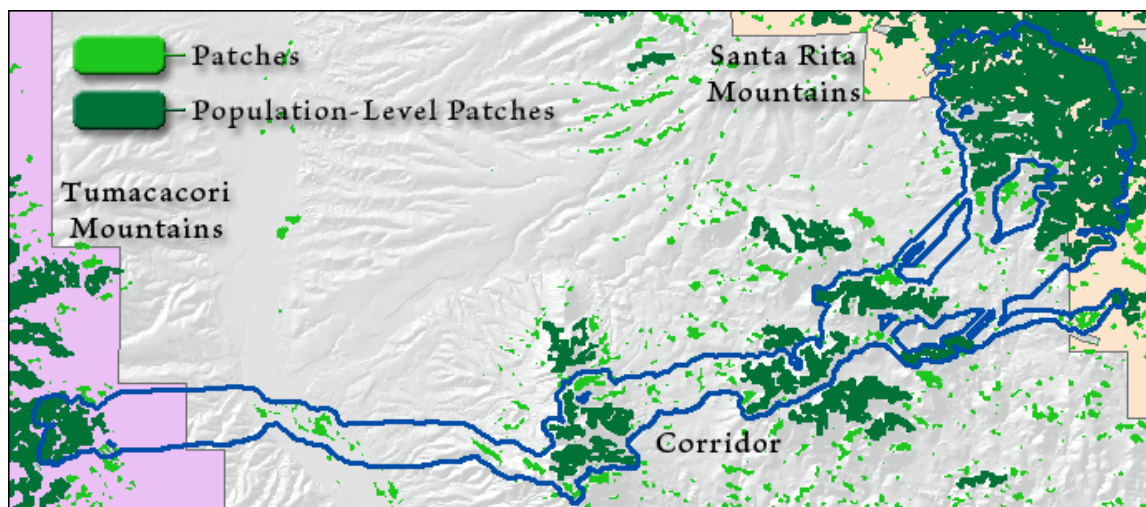 Patches
Population-Level Patches
Santa Rita
Mountains
Tumacacori
Mountains
Corridor